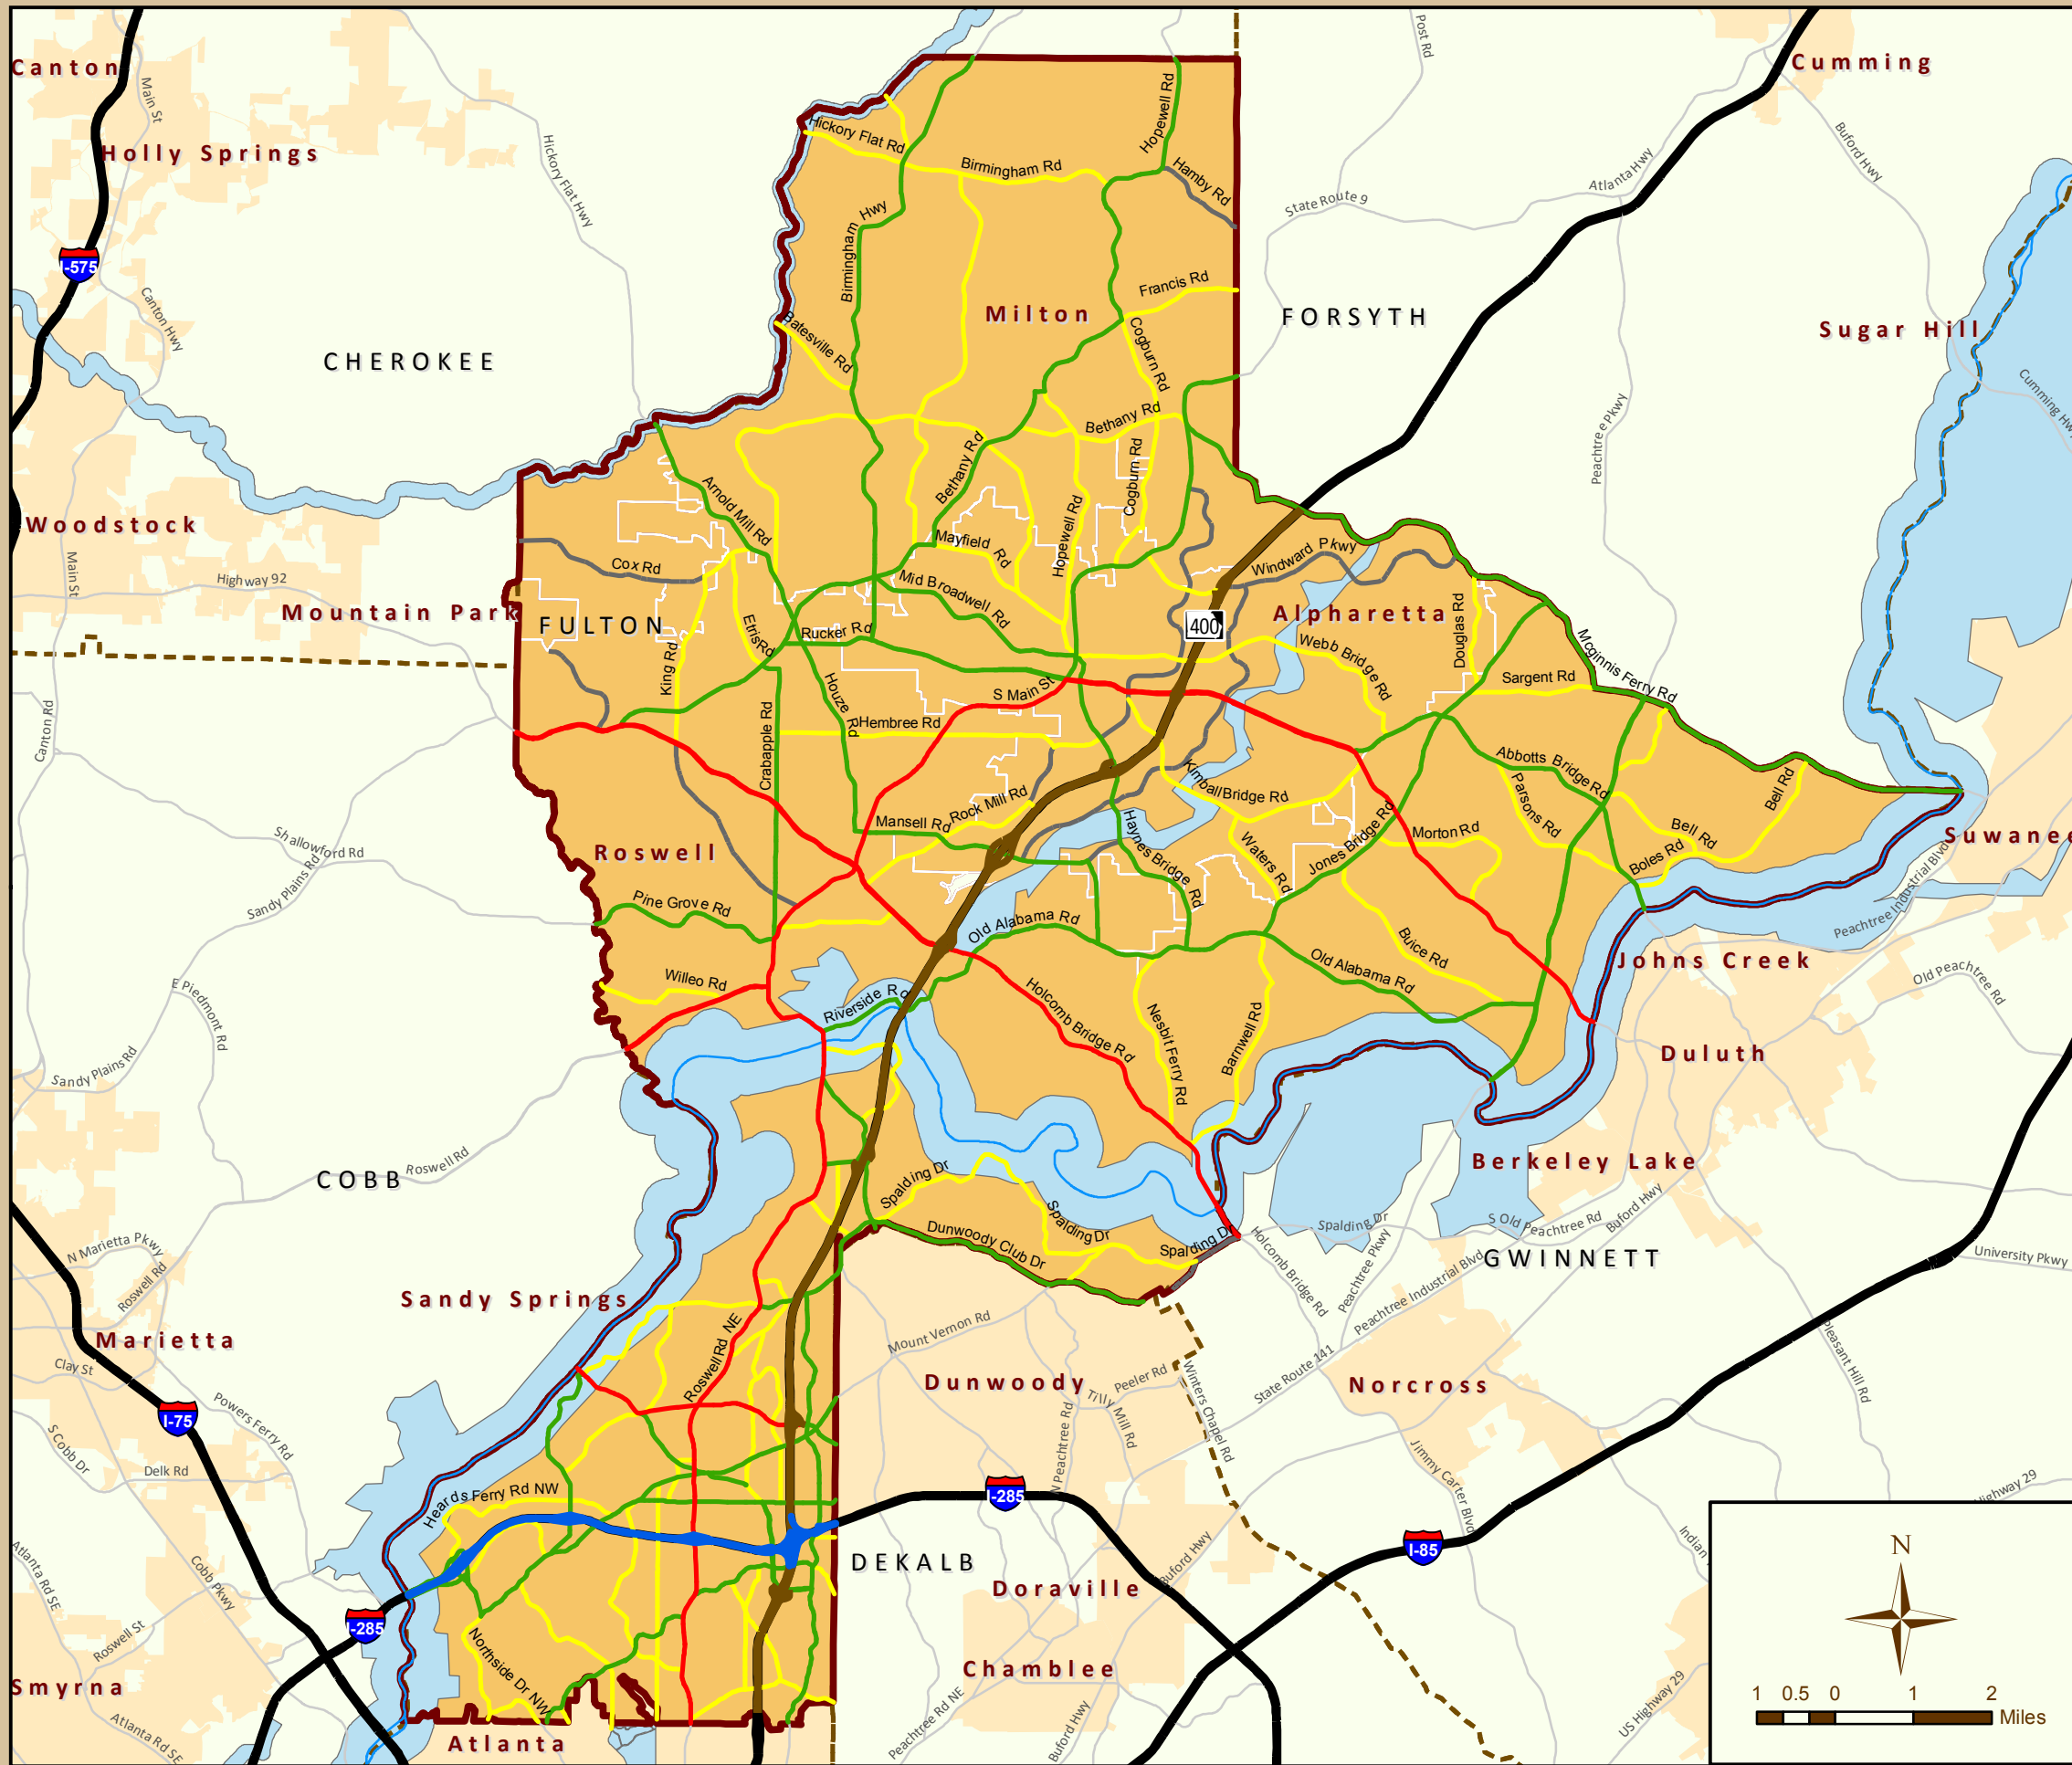 Canton
Cumming
Post Rd
Main St
Hopewell Rd
Hickory Flat Rd
Buford Hwy
Holly Springs
Hickory Flat Hwy
Birmingham Rd
Hamby Rd
Atlanta Hwy
State Route 9
Birmingham Hwy
I-575
Canton Hwy
Francis Rd
Milton
FORSYTH
Sugar Hill
Batesville Rd
Cogburn Rd
CHEROKEE
Cumming Hw
Peachtree Pkwy
Bethany Rd
Bethany Rd
Cogburn Rd
Woodstock
Arnold Mill Rd
Hopewell Rd
Mayfield Rd
Windward Pkwy
Main St
Highway 92
Cox Rd
Mid Broadwell Rd
Mountain Park
FULTON
Etris Rd
Rucker Rd
400
Alpharetta
Douglas Rd
Mcginnis Ferry Rd
King Rd
Webb Bridge Rd
Sargent Rd
Canton Rd
Houze Rd
S Main St
Crabapple Rd
Hembree Rd
Abbotts Bridge Rd
Kimball Bridge Rd
Parsons Rd
Bell Rd
Rock Mill Rd
Mansell Rd
Haynes Bridge Rd
Waters Rd
Jones Bridge Rd
Morton Rd
Bell Rd
Boles Rd
Suwanee
Shallowford Rd
Sandy Plains Rd
Roswell
Pine Grove Rd
Old Alabama Rd
Peachtree Industrial Blvd
Buice Rd
Old Alabama Rd
Johns Creek
Old Peachtree Rd
E Piedmont Rd
Willeo Rd
Riverside Rd
Holcomb Bridge Rd
Nesbit Ferry Rd
Barnwell Rd
Duluth
Sandy Plains Rd
COBB
Roswell Rd
Spalding Dr
Berkeley Lake
Spalding Dr
Dunwoody Club Dr
Spalding Dr
Holcomb Bridge Rd
Spalding Dr
Peachtree Pkwy
S Old Peachtree Rd
Buford Hwy
GWINNETT
University Pkwy
Peachtree Industrial Blvd
N Marietta Pkwy
Roswell Rd
Sandy Springs
Marietta
Roswell Rd NE
Mount Vernon Rd
State Route 141
Pleasant Hill Rd
Clay St
Dunwoody
Peeler Rd
Tilly Mill Rd
Winters Chapel Rd
Norcross
I-75
Powers Ferry Rd
N Peachtree Rd
Jimmy Carter Blvd
S Cobb Dr
Delk Rd
Heards Ferry Rd NW
I-285
Highway 29
Indian
I-85
Atlanta Rd SE
Cobb Pkwy
DEKALB
Buford Hwy
Doraville
N
I-285
Roswell St
Northside Dr NW
Chamblee
Smyrna
Atlanta Rd SE
Atlanta
Peachtree Rd NE
Buford Hwy
US Highway 29
1 0.5 0 1 2
Miles